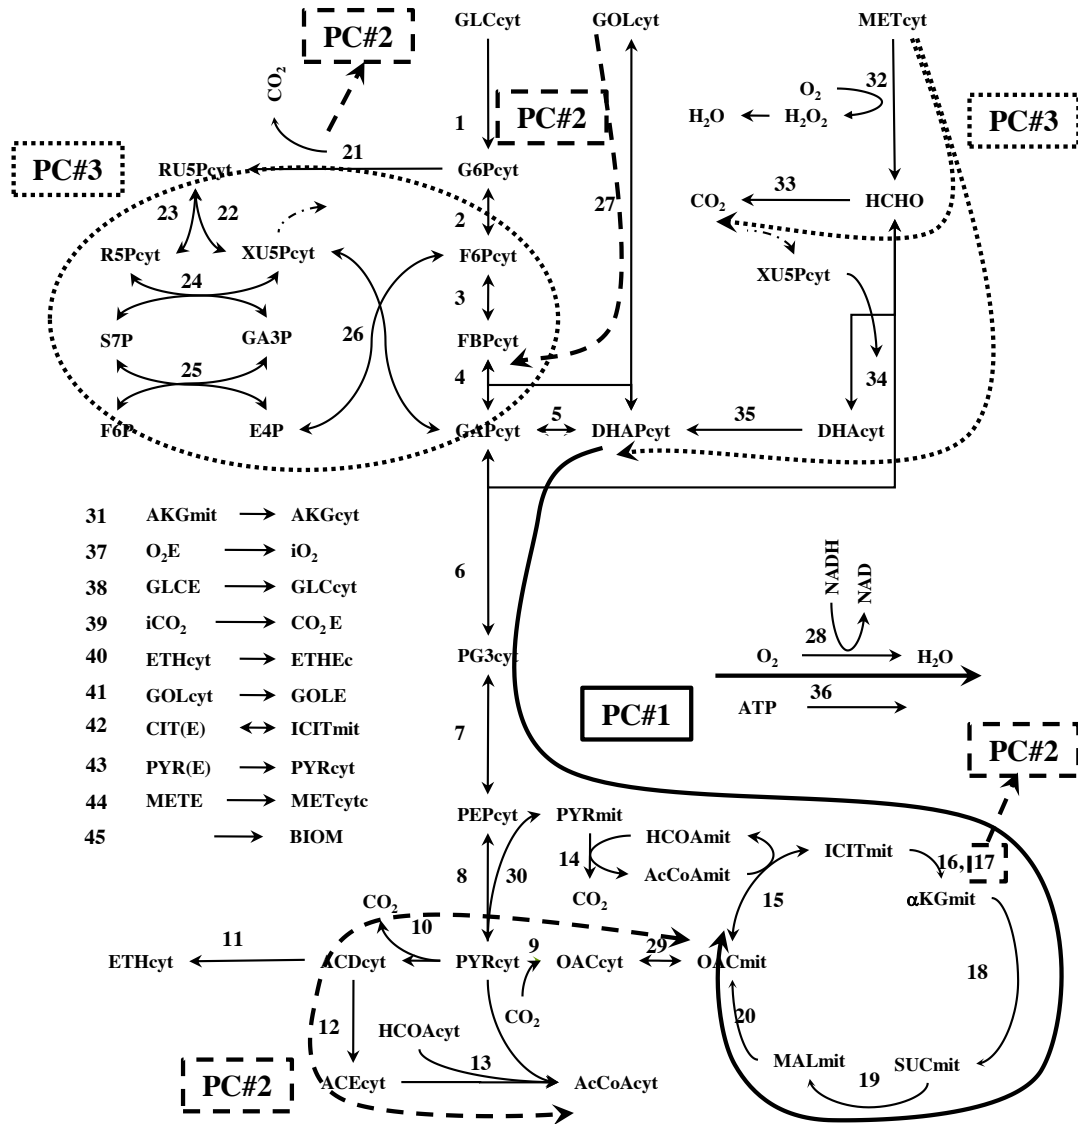 GLCcyt GOLcyt METcyt
PC#2
CO2
O2 32
H2O H2O2
PC#2
PC#3
1
PC#3
21
RU5Pcyt G6Pcyt
27
33
CO2 HCHO
23 22 2
R5Pcyt XU5Pcyt F6Pcyt
XU5Pcyt
24 3
S7P GA3P 26 FBPcyt
25 4 34
5 35
F6P E4P GAPcyt DHAPcyt DHAcyt
31 AKGmit AKGcyt
37 O2E iO2
38 GLCE GLCcyt
39 iCO2 CO2 E
40 ETHcyt ETHEc
41 GOLcyt GOLE
42 CIT(E) ICITmit
43 PYR(E) PYRcyt
44 METE METcytc
45 BIOM
6
NADH
NAD
28
PG3cyt O2 H2O
36
ATP
PC#1
7
PC#2
PEPcyt PYRmit HCOAmit
ICITmit 16, 17
14
8 30 AcCoAmit
CO2 15 αKGmit
CO2
10
11 9 29
ETHcyt ACDcyt PYRcyt OACcyt OACmit 18
CO2
12 HCOAcyt 20
13
MALmit SUCmit
19
PC#2 ACEcyt AcCoAcyt